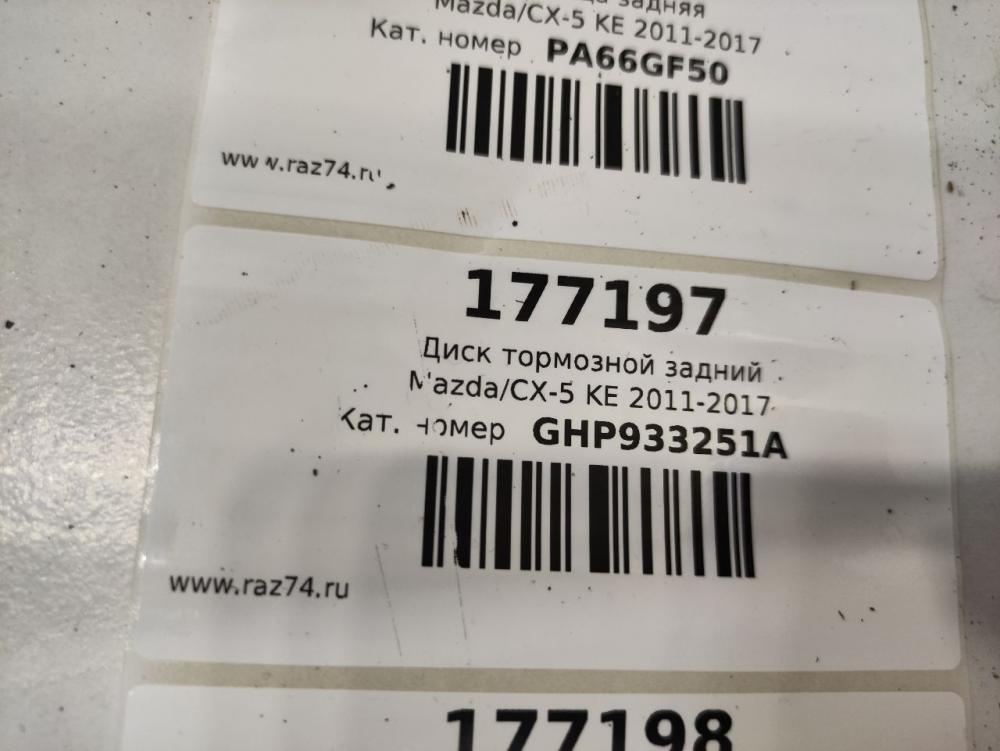 задняя
Mazda/CX-5 KE 2011-2017
Кат. номер PA66GF50
www.raz74.ru
177197
Диск тормозной задний
Mazda/CX-5 KE 2011-2017
Кат. номер GHP933251A
www.raz74.ru
177198